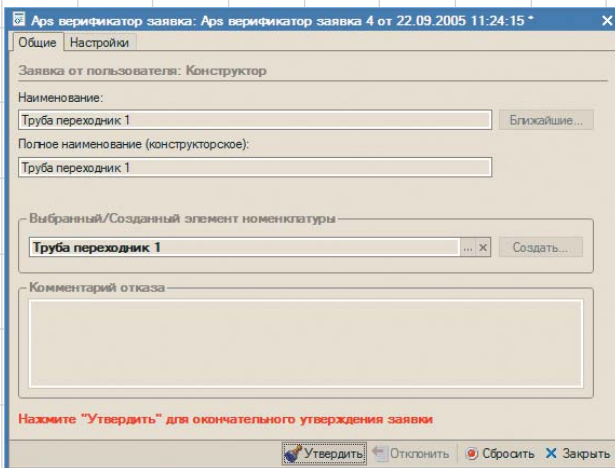 Aps верификатор заявка: Aps верификатор заявка 4 от 22.09.2005 11:24:15 *
Общие Настройки
Заявка от пользователя: Конструктор
Наименование:
Труба переходник 1 Ближайшие...
Полное наименование (конструкторское):
Труба переходник 1
Выбранный/Созданный элемент номенклатуры
Труба переходник 1 ... × Создать...
Комментарий отказа
Нажмите "Утвердить" для окончательного утверждения заявки
Утвердить Отклонить Сбросить Закрыть